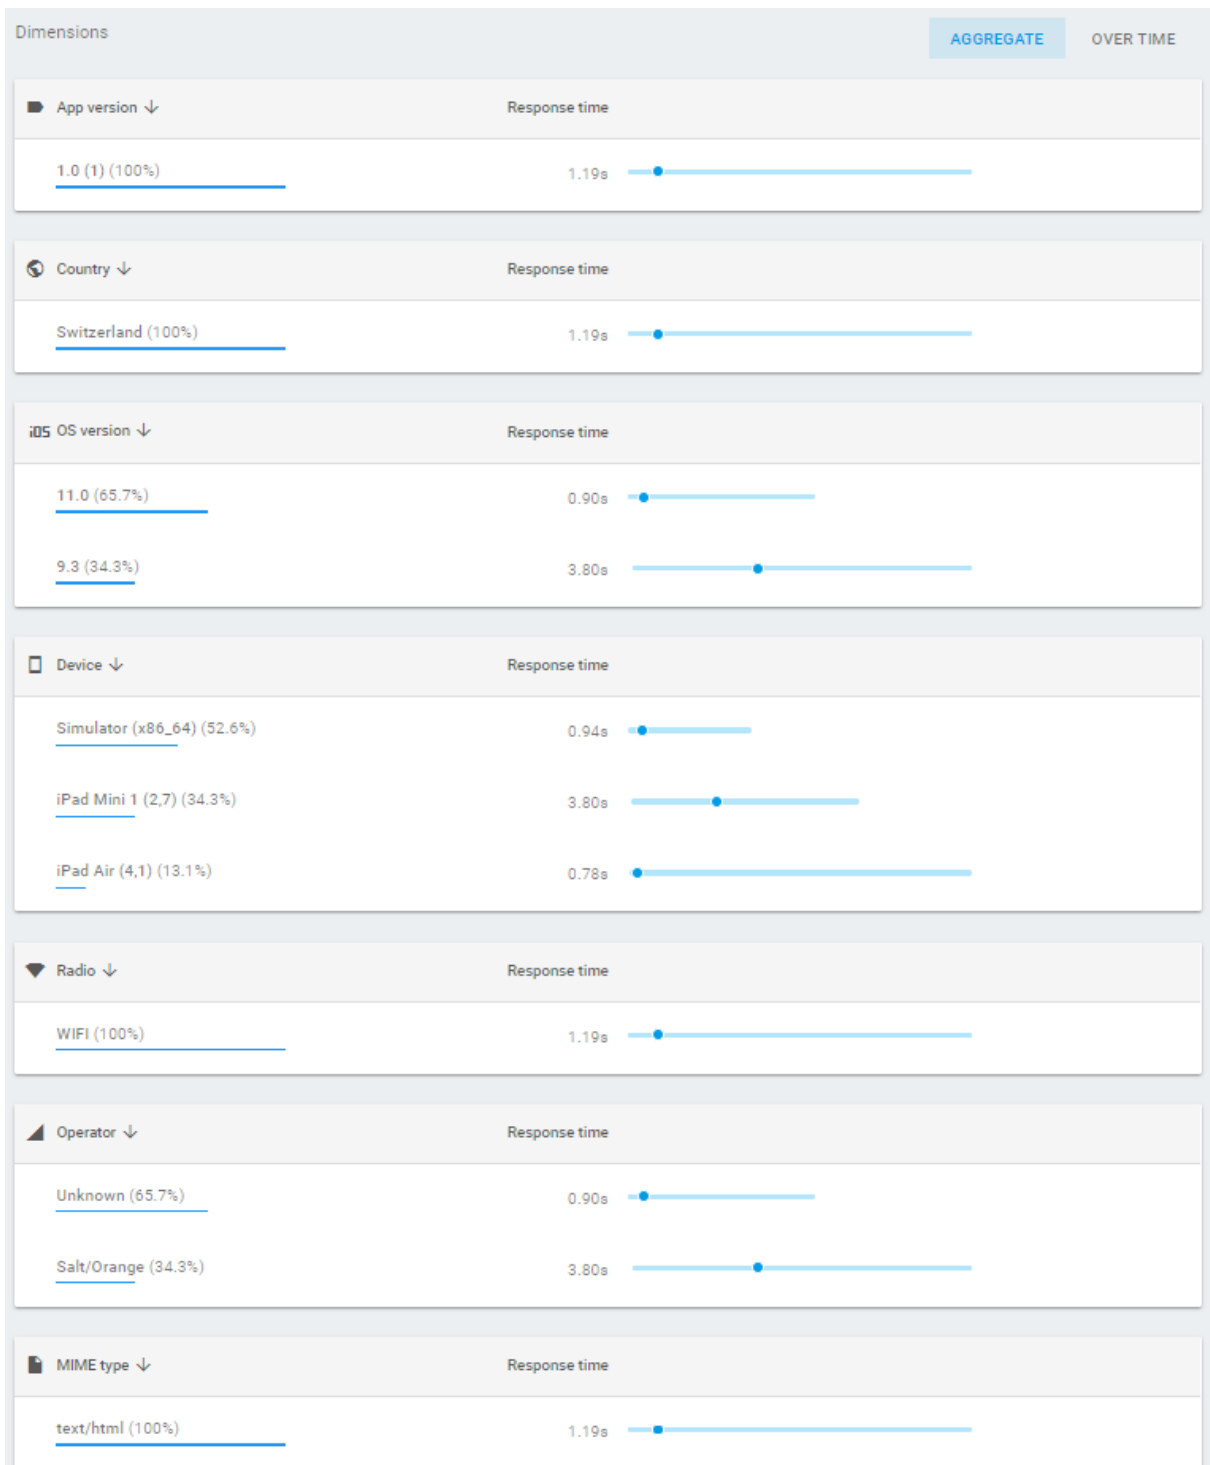 Dimensions
AGGREGATE OVER TIME
App version Response time
1.0 (1) (100%) 1.19s
Country Response time
Switzerland (100%) 1.19s
iOS OS version Response time
11.0 (65.7%) 0.90s
9.3 (34.3%) 3.80s
Device Response time
Simulator (x86_64) (52.6%) 0.94s
iPad Mini 1 (2,7) (34.3%) 3.80s
iPad Air (4,1) (13.1%) 0.78s
Radio Response time
WIFI (100%) 1.19s
Operator Response time
Unknown (65.7%) 0.90s
Salt/Orange (34.3%) 3.80s
MIME type Response time
text/html (100%) 1.19s